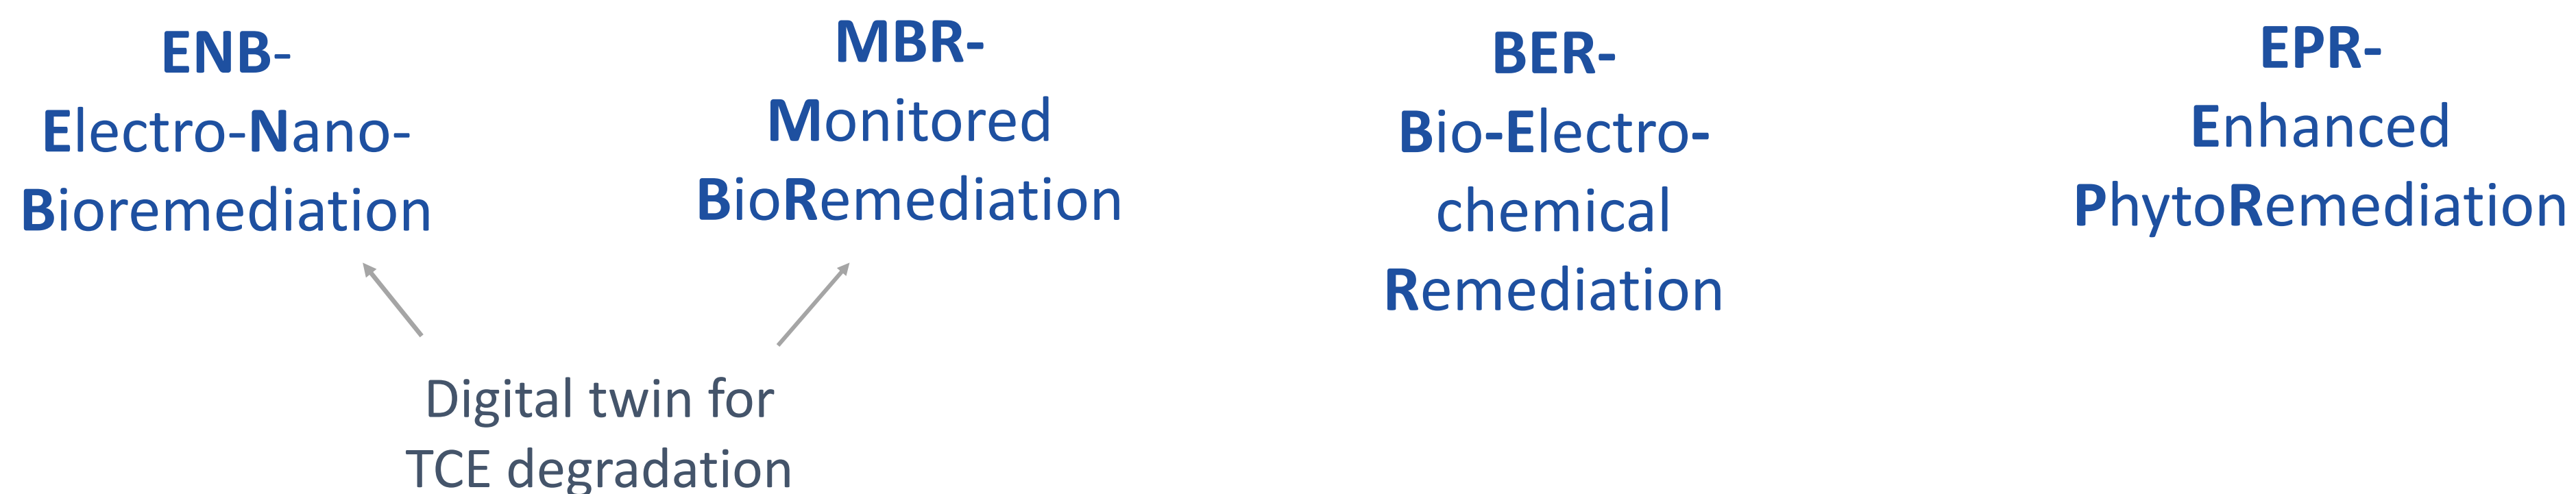 ENB-
Electro-Nano-
Bioremediation
MBR-
Monitored
BioRemediation
BER-
Bio-Electro-
chemical
Remediation
EPR-
Enhanced
PhytoRemediation
Digital twin for
TCE degradation